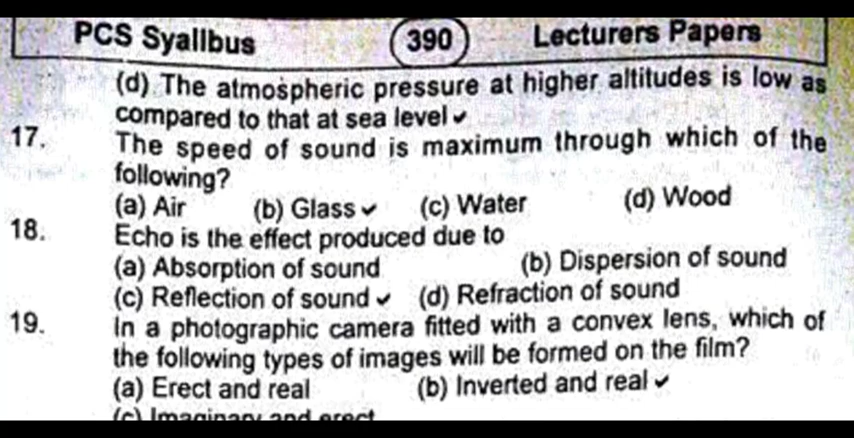 PCS Syallbus 390 Lecturers Papers
(d) The atmospheric pressure at higher altitudes is low as
compared to that at sea level ✓
17. The speed of sound is maximum through which of the
following?
(a) Air (b) Glass ✓ (c) Water (d) Wood
18. Echo is the effect produced due to
(a) Absorption of sound (b) Dispersion of sound
(c) Reflection of sound ✓ (d) Refraction of sound
19. In a photographic camera fitted with a convex lens, which of
the following types of images will be formed on the film?
(a) Erect and real (b) Inverted and real ✓
(c) Imaginary and erect